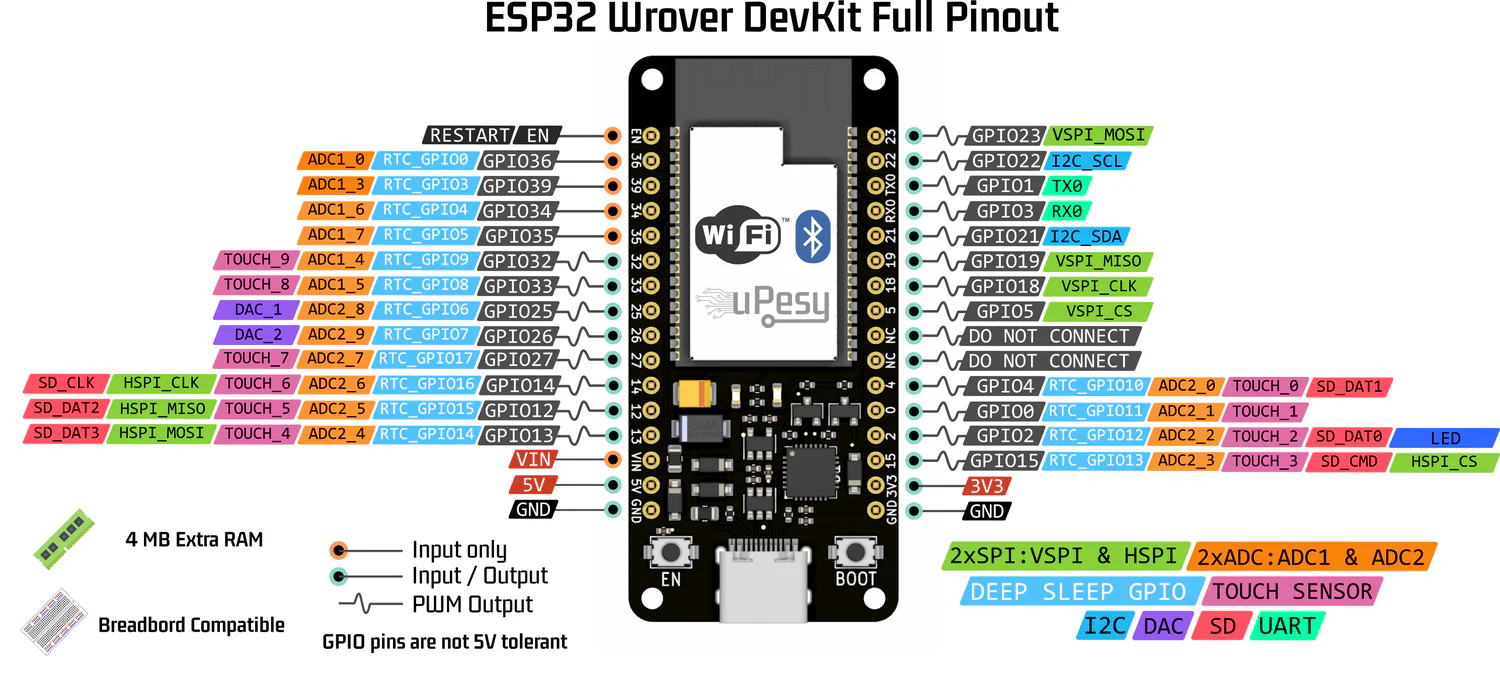 ESP32 Wrover DevKit Full Pinout
RESTART EN
ADC1_0 RTC_GPIO0 GPIO36
ADC1_3 RTC_GPIO3 GPIO39
ADC1_6 RTC_GPIO4 GPIO34
ADC1_7 RTC_GPIO5 GPIO35
TOUCH_9 ADC1_4 RTC_GPIO9 GPIO32
TOUCH_8 ADC1_5 RTC_GPIO8 GPIO33
DAC_1 ADC2_8 RTC_GPIO6 GPIO25
DAC_2 ADC2_9 RTC_GPIO7 GPIO26
TOUCH_7 ADC2_7 RTC_GPIO17 GPIO27
SD_CLK HSPI_CLK TOUCH_6 ADC2_6 RTC_GPIO16 GPIO14
SD_DAT2 HSPI_MISO TOUCH_5 ADC2_5 RTC_GPIO15 GPIO12
SD_DAT3 HSPI_MOSI TOUCH_4 ADC2_4 RTC_GPIO14 GPIO13
VIN
5V
GND
EN
36
39
34
35
32
33
25
26
27
14
12
13
VIN
5V
GND
WiFi™
uPesy
SMA
EN
BOOT
23
22
TX0
RX0
21
19
18
5
NC
NC
4
0
2
15
3V3
GND
GPIO23 VSPI_MOSI
GPIO22 I2C_SCL
GPIO1 TX0
GPIO3 RX0
GPIO21 I2C_SDA
GPIO19 VSPI_MISO
GPIO18 VSPI_CLK
GPIO5 VSPI_CS
DO NOT CONNECT
DO NOT CONNECT
GPIO4 RTC_GPIO10 ADC2_0 TOUCH_0 SD_DAT1
GPIO0 RTC_GPIO11 ADC2_1 TOUCH_1
GPIO2 RTC_GPIO12 ADC2_2 TOUCH_2 SD_DAT0 LED
GPIO15 RTC_GPIO13 ADC2_3 TOUCH_3 SD_CMD HSPI_CS
3V3
GND
4 MB Extra RAM
Breadbord Compatible
Input only
Input / Output
PWM Output
GPIO pins are not 5V tolerant
2xSPI:VSPI & HSPI 2xADC:ADC1 & ADC2
DEEP SLEEP GPIO TOUCH SENSOR
I2C DAC SD UART